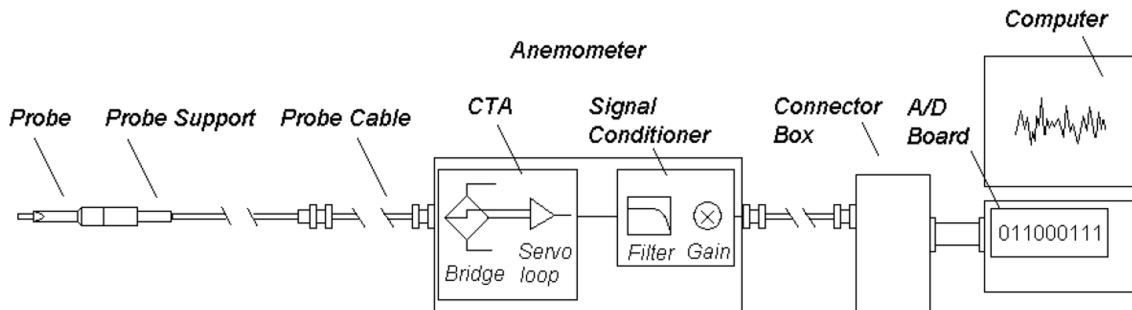 Computer
Anemometer
Probe
Probe Support
Probe Cable
CTA
Signal
Conditioner
Connector
Box
A/D
Board
Bridge
Servo
loop
Filter
Gain
011000111